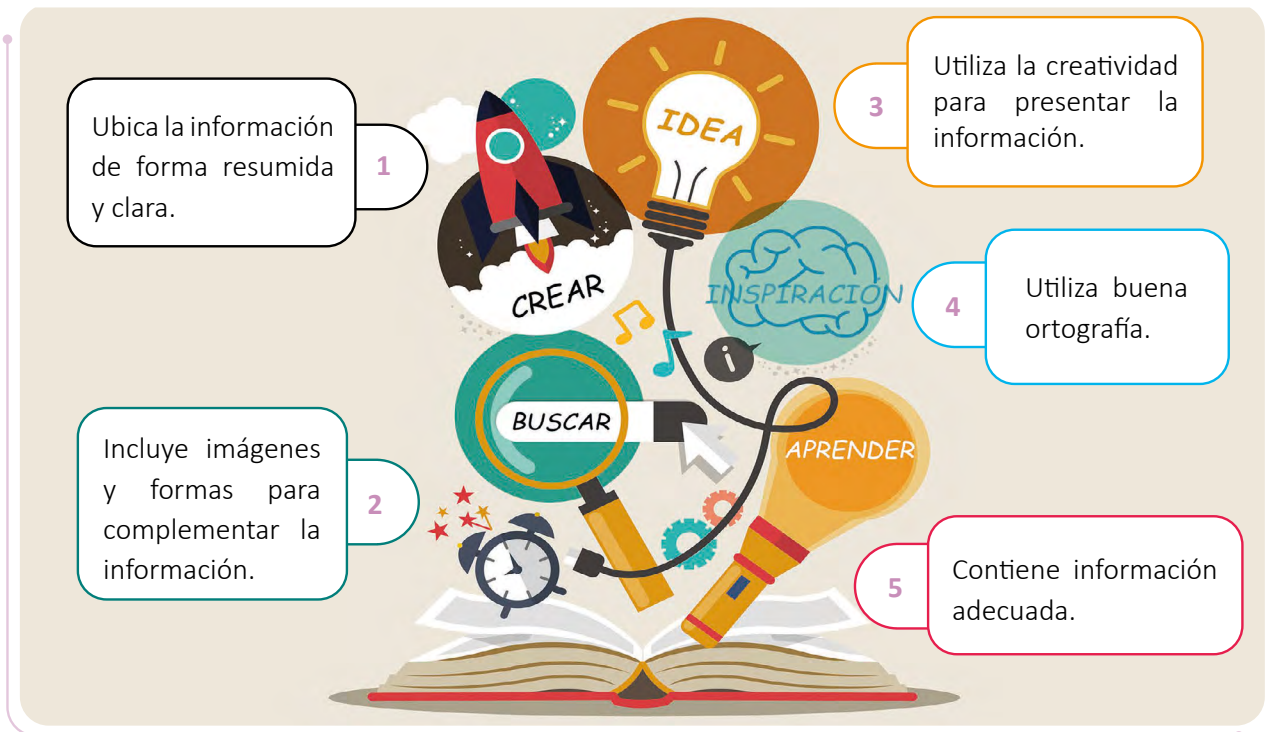 Ubica la información
de forma resumida
y clara.
1
Incluye imágenes
y formas para
complementar la
información.
2
3
Utiliza la creatividad
para presentar la
información.
4
Utiliza buena
ortografía.
5
Contiene información
adecuada.
IDEA
CREAR
INSPIRACIÓN
i
BUSCAR
APRENDER